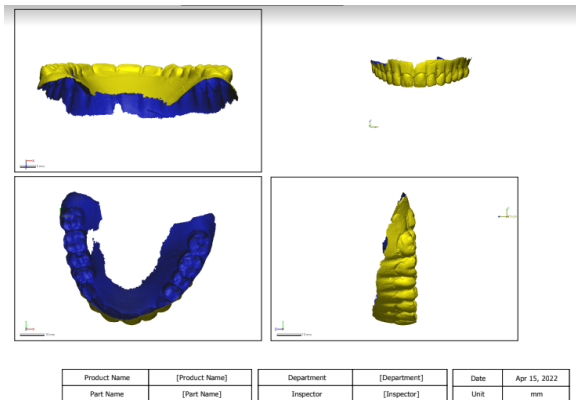 Product Name [Product Name] Department [Department] Date Apr 15, 2022
Part Name [Part Name] Inspector [Inspector] Unit mm